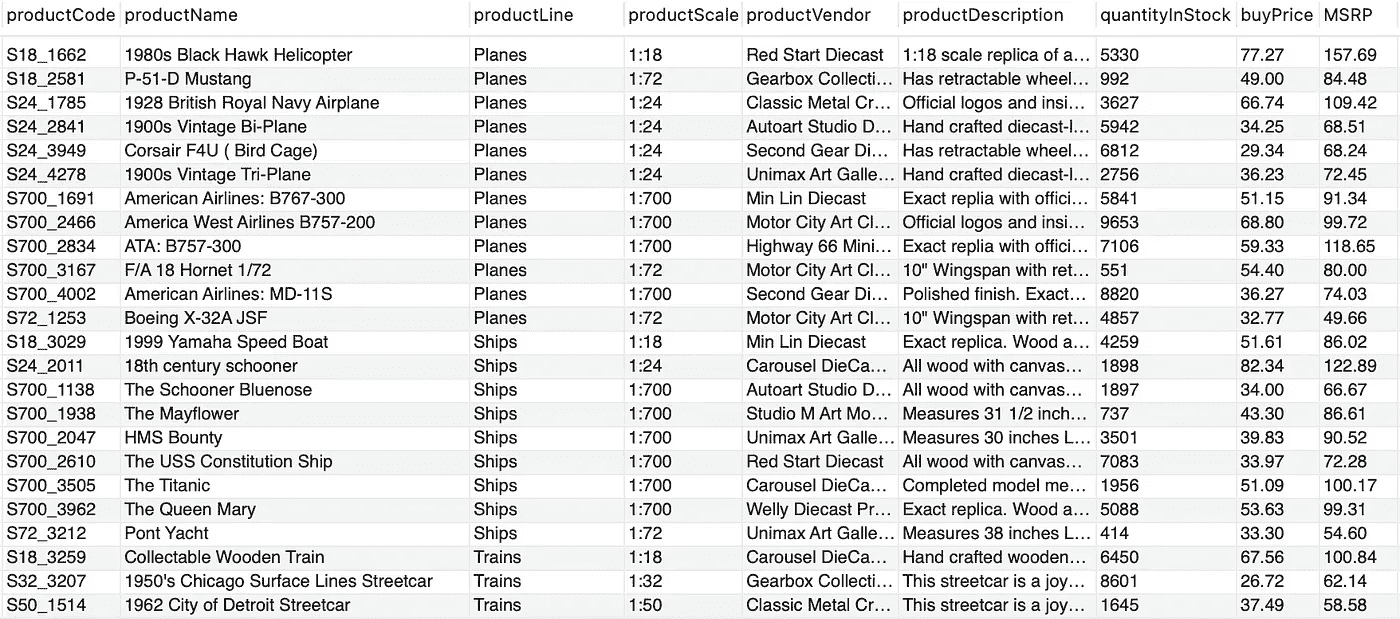 productCode productName productLine productScale productVendor productDescription quantityInStock buyPrice MSRP
S18_1662 1980s Black Hawk Helicopter Planes 1:18 Red Start Diecast 1:18 scale replica of a... 5330 77.27 157.69
S18_2581 P-51-D Mustang Planes 1:72 Gearbox Collecti... Has retractable wheel... 992 49.00 84.48
S24_1785 1928 British Royal Navy Airplane Planes 1:24 Classic Metal Cr... Official logos and insi... 3627 66.74 109.42
S24_2841 1900s Vintage Bi-Plane Planes 1:24 Autoart Studio D... Hand crafted diecast-l... 5942 34.25 68.51
S24_3949 Corsair F4U ( Bird Cage) Planes 1:24 Second Gear Di... Has retractable wheel... 6812 29.34 68.24
S24_4278 1900s Vintage Tri-Plane Planes 1:24 Unimax Art Galle... Hand crafted diecast-l... 2756 36.23 72.45
S700_1691 American Airlines: B767-300 Planes 1:700 Min Lin Diecast Exact replia with offici... 5841 51.15 91.34
S700_2466 America West Airlines B757-200 Planes 1:700 Motor City Art Cl... Official logos and insi... 9653 68.80 99.72
S700_2834 ATA: B757-300 Planes 1:700 Highway 66 Mini... Exact replia with offici... 7106 59.33 118.65
S700_3167 F/A 18 Hornet 1/72 Planes 1:72 Motor City Art Cl... 10" Wingspan with ret... 551 54.40 80.00
S700_4002 American Airlines: MD-11S Planes 1:700 Second Gear Di... Polished finish. Exact... 8820 36.27 74.03
S72_1253 Boeing X-32A JSF Planes 1:72 Motor City Art Cl... 10" Wingspan with ret... 4857 32.77 49.66
S18_3029 1999 Yamaha Speed Boat Ships 1:18 Min Lin Diecast Exact replica. Wood a... 4259 51.61 86.02
S24_2011 18th century schooner Ships 1:24 Carousel DieCa... All wood with canvas... 1898 82.34 122.89
S700_1138 The Schooner Bluenose Ships 1:700 Autoart Studio D... All wood with canvas... 1897 34.00 66.67
S700_1938 The Mayflower Ships 1:700 Studio M Art Mo... Measures 31 1/2 inch... 737 43.30 86.61
S700_2047 HMS Bounty Ships 1:700 Unimax Art Galle... Measures 30 inches L... 3501 39.83 90.52
S700_2610 The USS Constitution Ship Ships 1:700 Red Start Diecast All wood with canvas... 7083 33.97 72.28
S700_3505 The Titanic Ships 1:700 Carousel DieCa... Completed model me... 1956 51.09 100.17
S700_3962 The Queen Mary Ships 1:700 Welly Diecast Pr... Exact replica. Wood a... 5088 53.63 99.31
S72_3212 Pont Yacht Ships 1:72 Unimax Art Galle... Measures 38 inches L... 414 33.30 54.60
S18_3259 Collectable Wooden Train Trains 1:18 Carousel DieCa... Hand crafted wooden... 6450 67.56 100.84
S32_3207 1950's Chicago Surface Lines Streetcar Trains 1:32 Gearbox Collecti... This streetcar is a joy... 8601 26.72 62.14
S50_1514 1962 City of Detroit Streetcar Trains 1:50 Classic Metal Cr... This streetcar is a joy... 1645 37.49 58.58